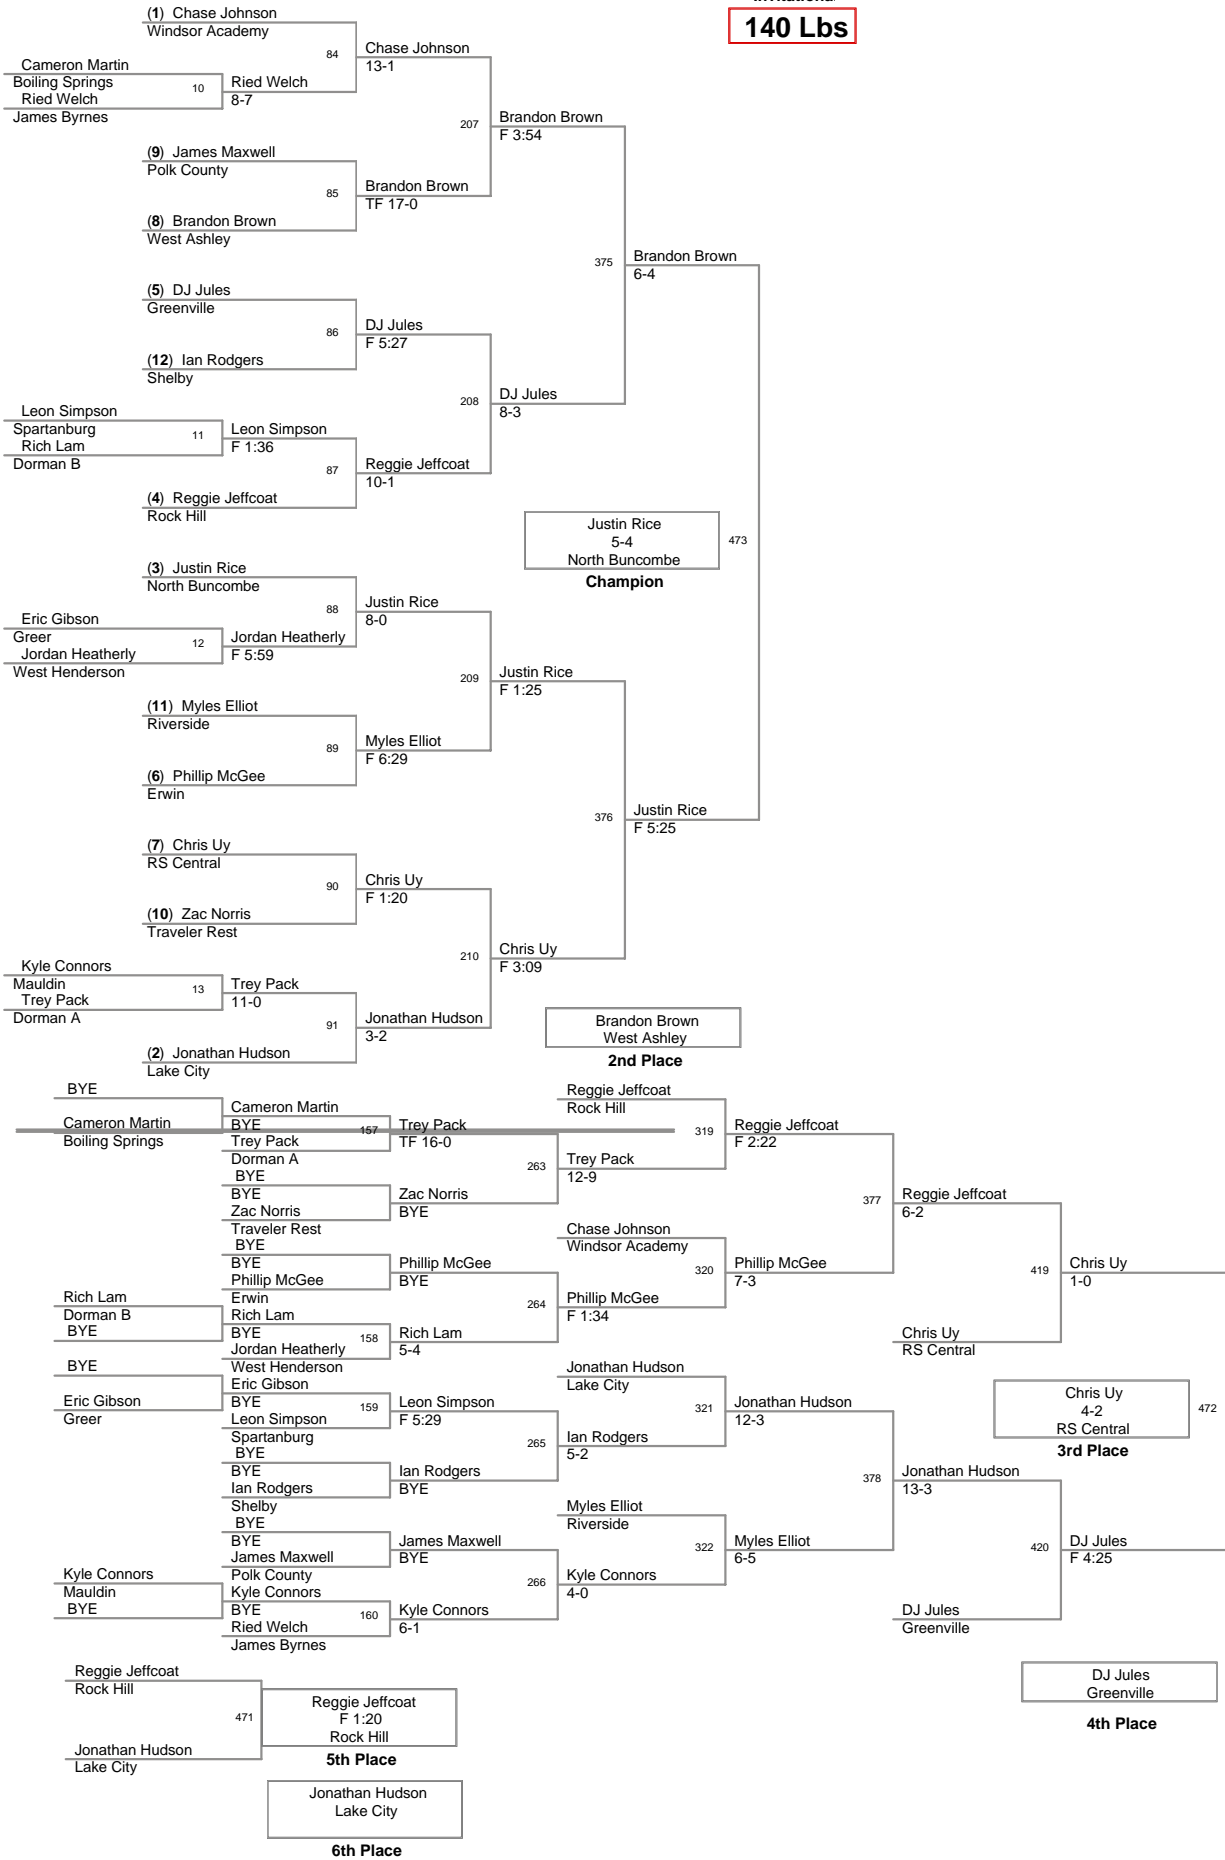 140 Lbs
(1) Chase Johnson
Windsor Academy
84
Chase Johnson
13-1
Cameron Martin
Boiling Springs
10
Ried Welch
8-7
Ried Welch
James Byrnes
207
Brandon Brown
F 3:54
(9) James Maxwell
Polk County
85
Brandon Brown
TF 17-0
(8) Brandon Brown
West Ashley
375
Brandon Brown
6-4
(5) DJ Jules
Greenville
86
DJ Jules
F 5:27
(12) Ian Rodgers
Shelby
208
DJ Jules
8-3
Leon Simpson
Spartanburg
11
Leon Simpson
F 1:36
Rich Lam
Dorman B
87
Reggie Jeffcoat
10-1
(4) Reggie Jeffcoat
Rock Hill
Justin Rice
5-4
North Buncombe
473
Champion
(3) Justin Rice
North Buncombe
88
Justin Rice
8-0
Eric Gibson
Greer
12
Jordan Heatherly
F 5:59
Jordan Heatherly
West Henderson
209
Justin Rice
F 1:25
(11) Myles Elliot
Riverside
89
Myles Elliot
F 6:29
(6) Phillip McGee
Erwin
376
Justin Rice
F 5:25
(7) Chris Uy
RS Central
90
Chris Uy
F 1:20
(10) Zac Norris
Traveler Rest
210
Chris Uy
F 3:09
Kyle Connors
Mauldin
13
Trey Pack
11-0
Trey Pack
Dorman A
91
Jonathan Hudson
3-2
(2) Jonathan Hudson
Lake City
Brandon Brown
West Ashley
2nd Place
BYE
Cameron Martin
Boiling Springs
Cameron Martin
BYE
157
Trey Pack
Dorman A
Trey Pack
TF 16-0
BYE
BYE
Zac Norris
Traveler Rest
Zac Norris
BYE
263
Trey Pack
12-9
Reggie Jeffcoat
Rock Hill
319
Reggie Jeffcoat
F 2:22
BYE
BYE
Phillip McGee
Erwin
Phillip McGee
BYE
Rich Lam
Dorman B
BYE
Rich Lam
BYE
158
Jordan Heatherly
West Henderson
Rich Lam
5-4
264
Phillip McGee
F 1:34
Chase Johnson
Windsor Academy
320
Phillip McGee
7-3
377
Reggie Jeffcoat
6-2
419
Chris Uy
1-0
Chris Uy
RS Central
BYE
Eric Gibson
Greer
Eric Gibson
BYE
159
Leon Simpson
Spartanburg
Leon Simpson
F 5:29
BYE
BYE
Ian Rodgers
Shelby
Ian Rodgers
BYE
265
Ian Rodgers
5-2
Jonathan Hudson
Lake City
321
Jonathan Hudson
12-3
Chris Uy
4-2
RS Central
472
3rd Place
BYE
BYE
James Maxwell
Polk County
James Maxwell
BYE
Kyle Connors
Mauldin
BYE
Kyle Connors
BYE
160
Ried Welch
James Byrnes
Kyle Connors
6-1
266
Kyle Connors
4-0
Myles Elliot
Riverside
322
Myles Elliot
6-5
378
Jonathan Hudson
13-3
420
DJ Jules
F 4:25
DJ Jules
Greenville
Reggie Jeffcoat
Rock Hill
471
Jonathan Hudson
Lake City
Reggie Jeffcoat
F 1:20
Rock Hill
5th Place
DJ Jules
Greenville
4th Place
Jonathan Hudson
Lake City
6th Place